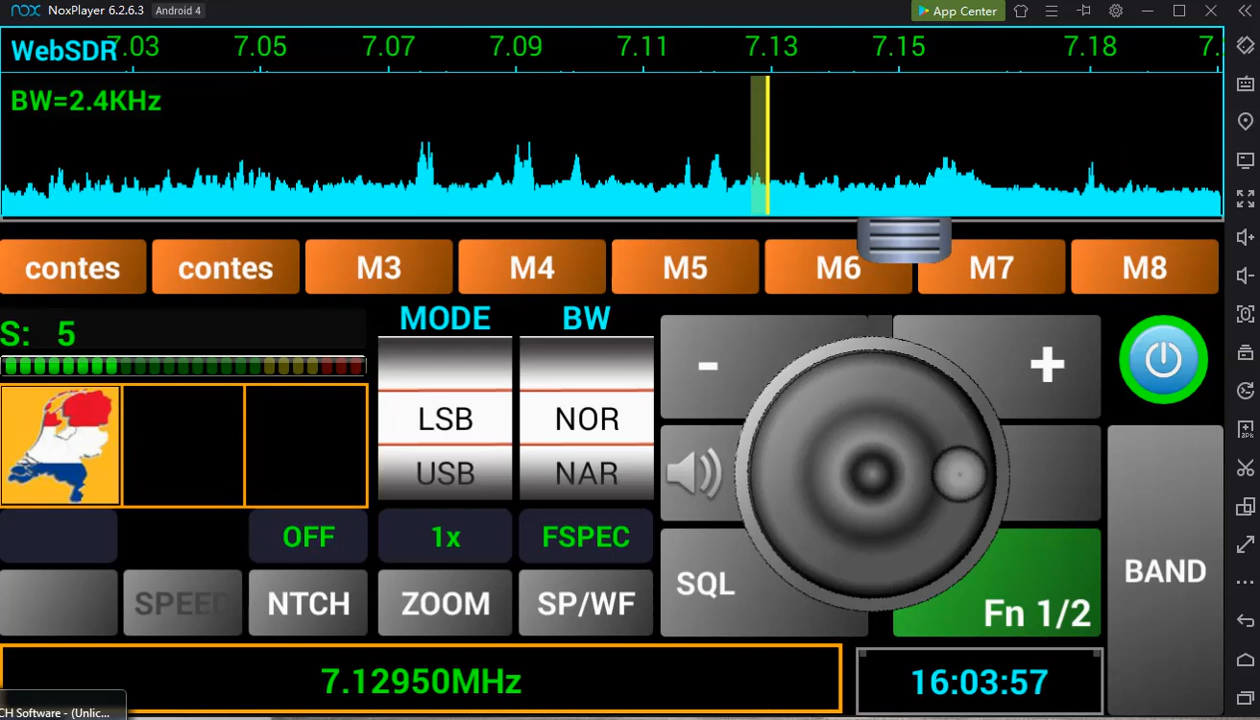 nox NoxPlayer 6.2.6.3 Android 4 App Center
WebSDR 7.03 7.05 7.07 7.09 7.11 7.13 7.15 7.18 7.
BW=2.4KHz
contes contes M3 M4 M5 M6 M7 M8
S: 5 MODE BW
- +
LSB NOR
USB NAR
OFF 1x FSPEC
SPEED NTCH ZOOM SP/WF SQL Fn 1/2 BAND
7.12950MHz 16:03:57
CH Software - (Unlic...